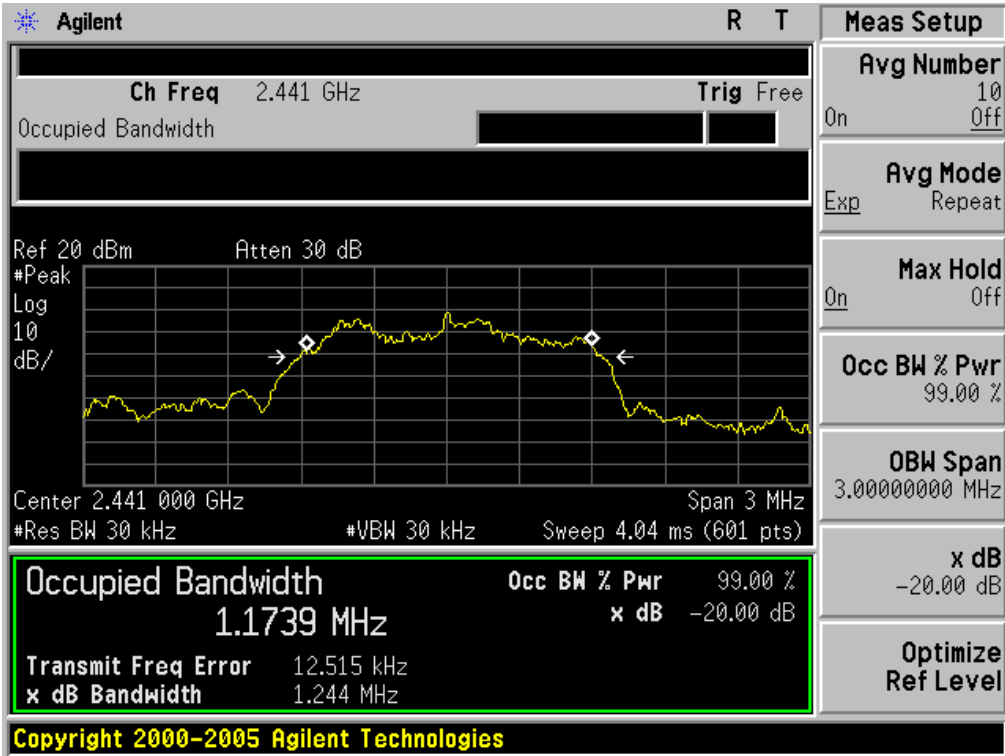 Agilent R T
Ch Freq 2.441 GHz Trig Free
Occupied Bandwidth
Ref 20 dBm Atten 30 dB
#Peak
Log
10
dB/
Center 2.441 000 GHz Span 3 MHz
#Res BW 30 kHz #VBW 30 kHz Sweep 4.04 ms (601 pts)
Occupied Bandwidth Occ BW % Pwr 99.00 %
1.1739 MHz x dB -20.00 dB
Transmit Freq Error 12.515 kHz
x dB Bandwidth 1.244 MHz
Copyright 2000-2005 Agilent Technologies
Meas Setup
Avg Number
10
On Off
Avg Mode
Exp Repeat
Max Hold
On Off
Occ BW % Pwr
99.00 %
OBW Span
3.00000000 MHz
x dB
-20.00 dB
Optimize
Ref Level